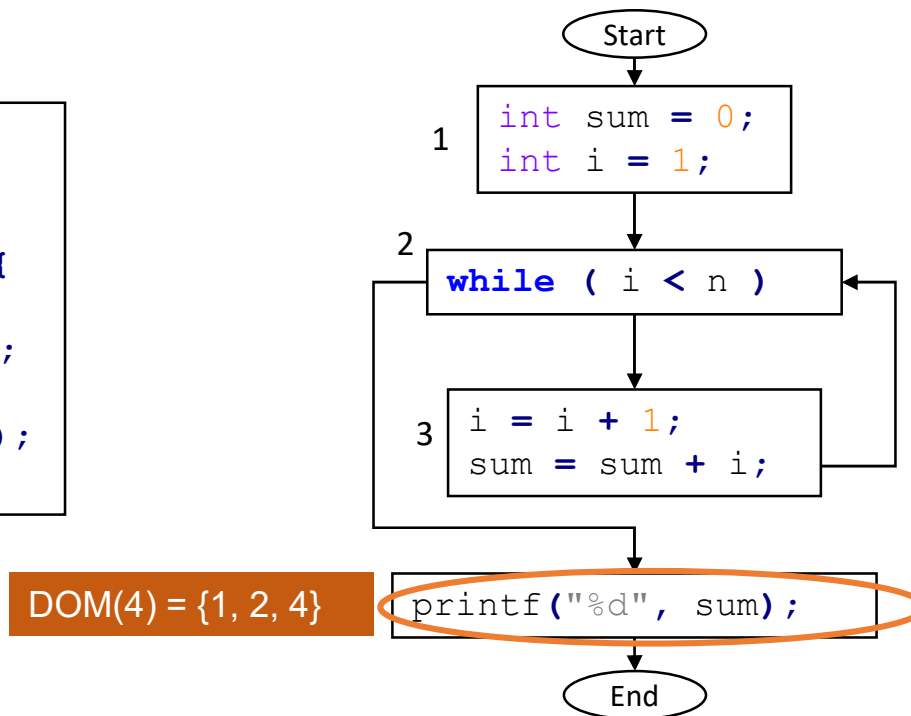 Start
1
int sum = 0;
int i = 1;
2
{
while ( i < n )
;
3
i = i + 1;
sum = sum + i;
) ;
DOM(4) = {1, 2, 4}
printf("%d", sum);
End